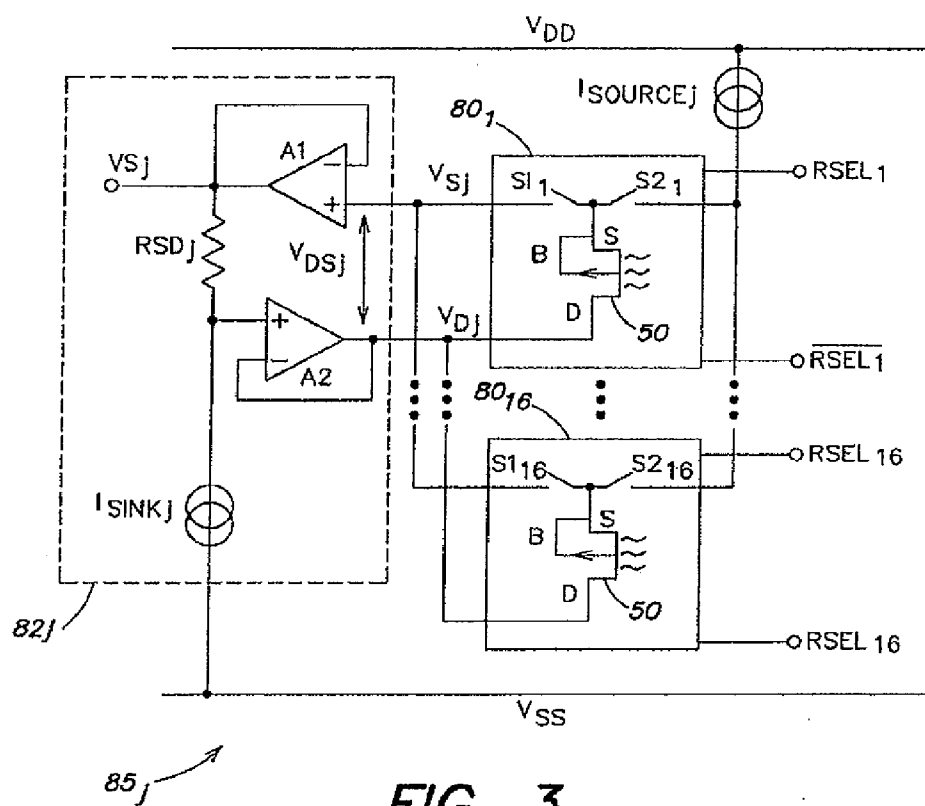 VDD
ISOURCEj
801
A1
−
+
VSj
VSj
S11
S21
RSEL1
RSDj
VDSj
S
B
D
50
VDj
+
−
A2
RSEL1
8016
S116
S216
RSEL16
ISINKj
S
B
D
50
82j
RSEL16
VSS
85j
FIG. 3